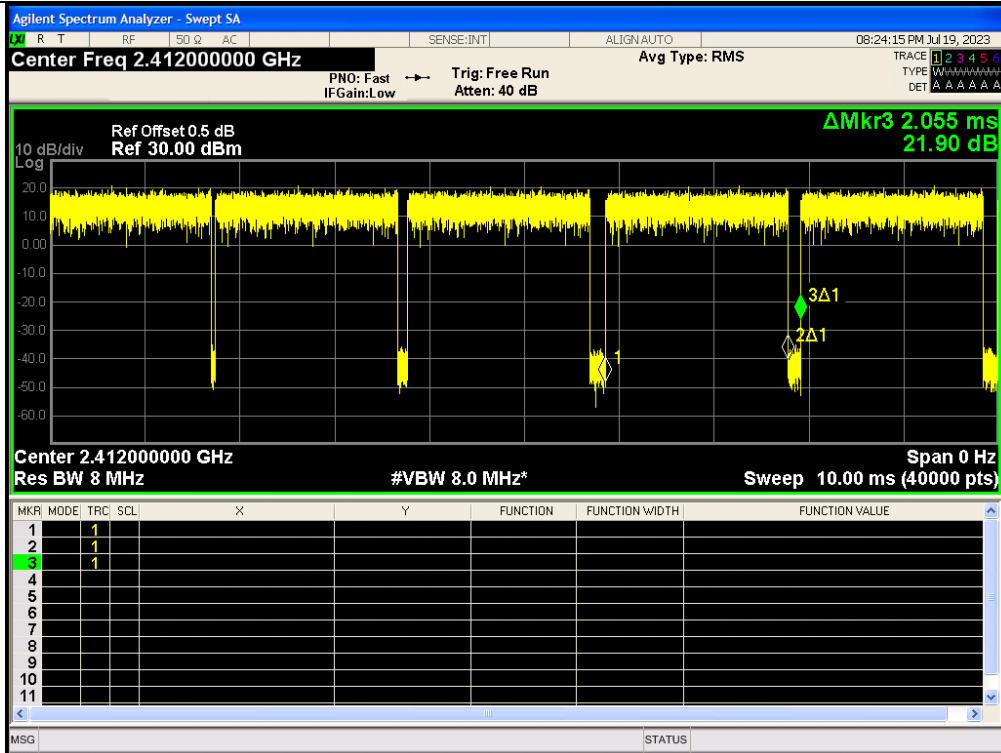 Agilent Spectrum Analyzer - Swept SA
LXI R T RF 50 Ω AC SENSE:INT ALIGN AUTO 08:24:15 PM Jul 19, 2023
Center Freq 2.412000000 GHz Avg Type: RMS TRACE 1 2 3 4 5 6
PNO: Fast Trig: Free Run TYPE WWWWWW
IFGain:Low Atten: 40 dB DET A A A A A A
ΔMkr3 2.055 ms
Ref Offset 0.5 dB
10 dB/div Ref 30.00 dBm 21.90 dB
Log
20.0
10.0
0.00
-10.0
-20.0 3Δ1
2Δ1
-40.0 1
-30.0
-50.0
-60.0
Center 2.412000000 GHz Span 0 Hz
Res BW 8 MHz #VBW 8.0 MHz* Sweep 10.00 ms (40000 pts)
MKR MODE TRC SCL X Y FUNCTION FUNCTION WIDTH FUNCTION VALUE
1 1
2 1
3 1
4
5
6
7
8
9
10
11
MSG STATUS